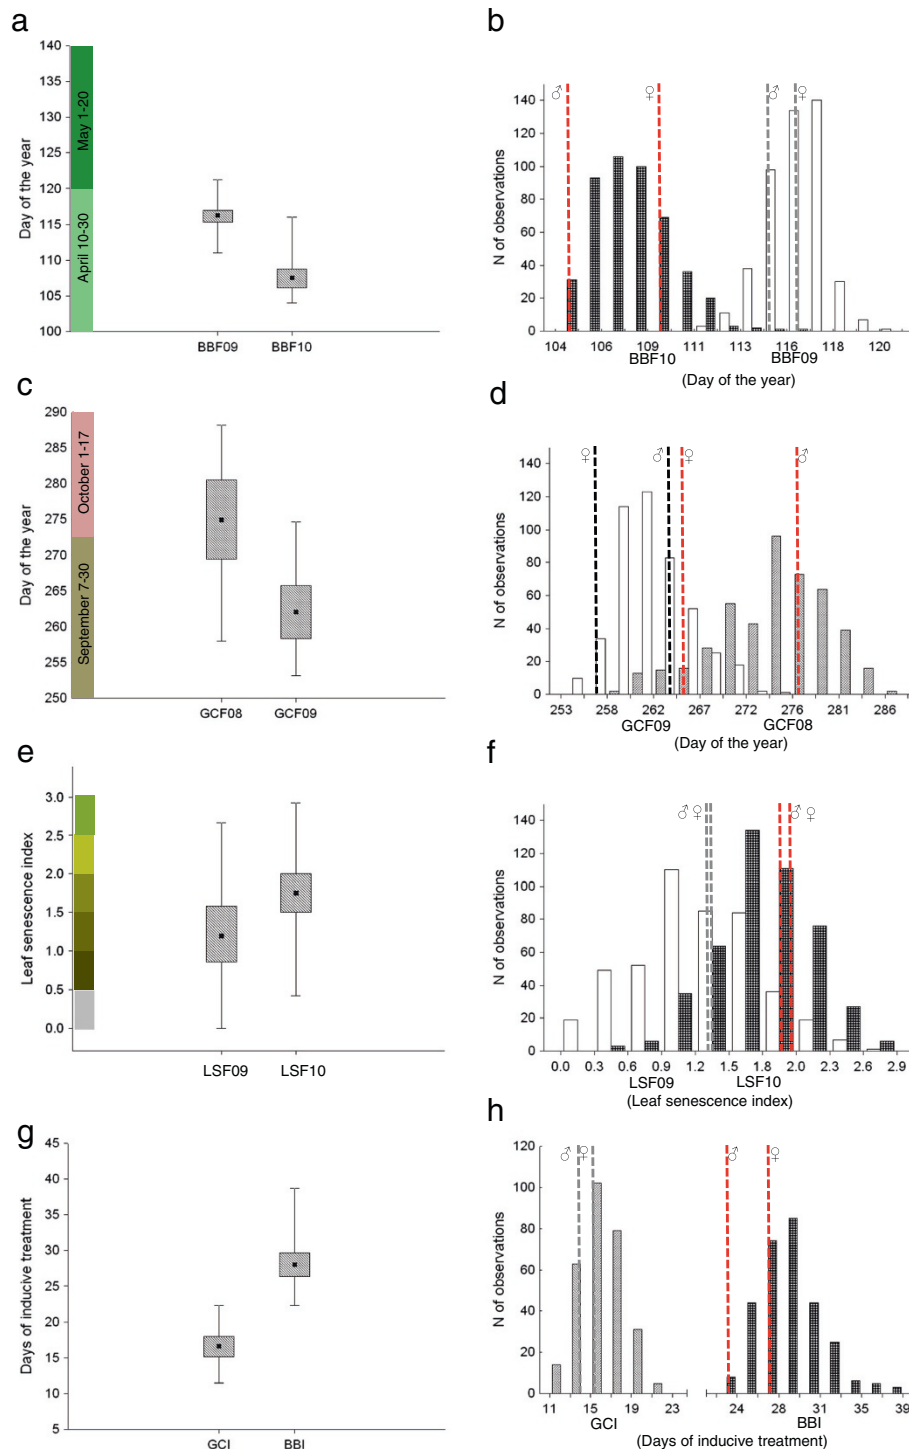 a
140
135
130
125
120
115
110
105
100
Day of the year
May 1-20
April 10-30
BBF09 BBF10
b
140
120
100
80
60
40
20
0
N of observations
♂ ♀ ♂ ♀
104 106 109 111 113 116 118 120
BBF10 BBF09
(Day of the year)
c
290
285
280
275
270
265
260
255
250
Day of the year
October 1-17
September 7-30
GCF08 GCF09
d
140
120
100
80
60
40
20
0
N of observations
♀ ♂ ♀ ♂
253 258 262 267 272 276 281 286
GCF09 GCF08
(Day of the year)
e
3.0
2.5
2.0
1.5
1.0
0.5
0.0
Leaf senescence index
LSF09 LSF10
f
140
120
100
80
60
40
20
0
N of observations
♂ ♀ ♂ ♀
0.0 0.3 0.6 0.9 1.2 1.5 1.8 2.0 2.3 2.6 2.9
LSF09 LSF10
(Leaf senescence index)
g
45
40
35
30
25
20
15
10
5
Days of inducive treatment
GCI BBI
h
120
100
80
60
40
20
0
N of observations
♂ ♀ ♂ ♀
11 15 19 23 24 28 31 35 39
GCI BBI
(Days of inducive treatment)